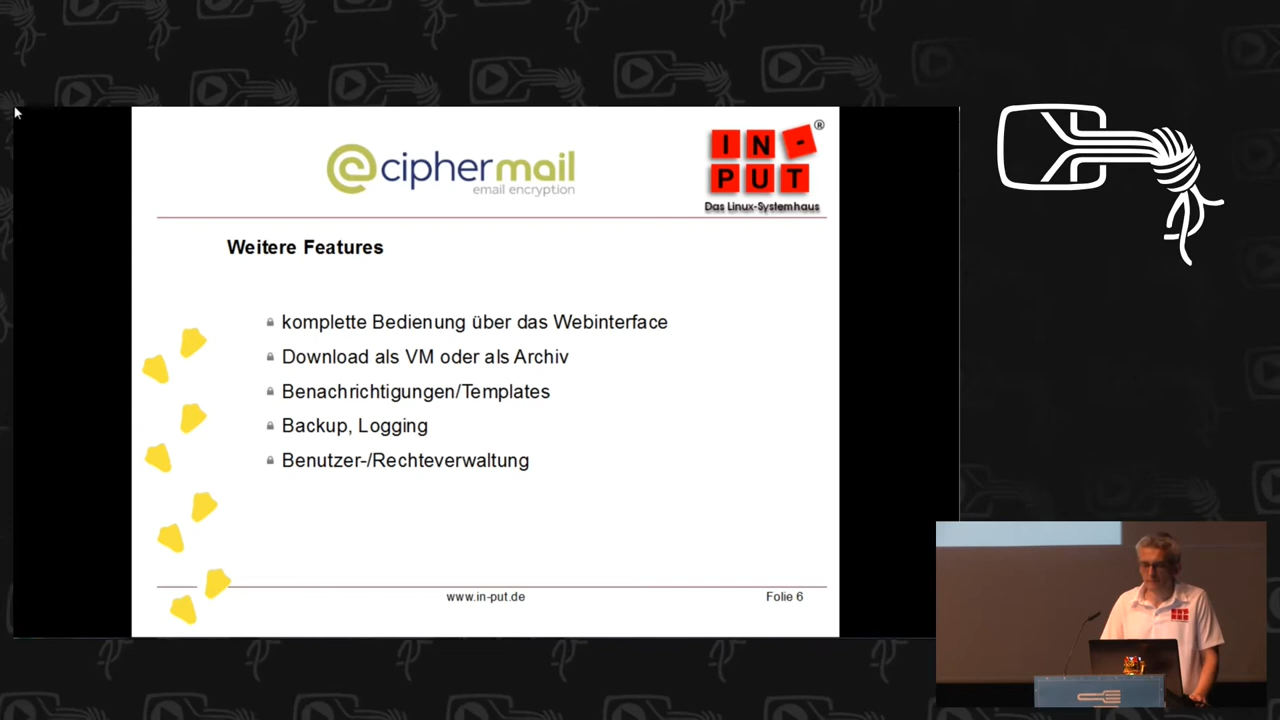 ciphermail
email encryption
IN-
PUT
®
Das Linux-Systemhaus
Weitere Features
komplette Bedienung über das Webinterface
Download als VM oder als Archiv
Benachrichtigungen/Templates
Backup, Logging
Benutzer-/Rechteverwaltung
www.in-put.de
Folie 6